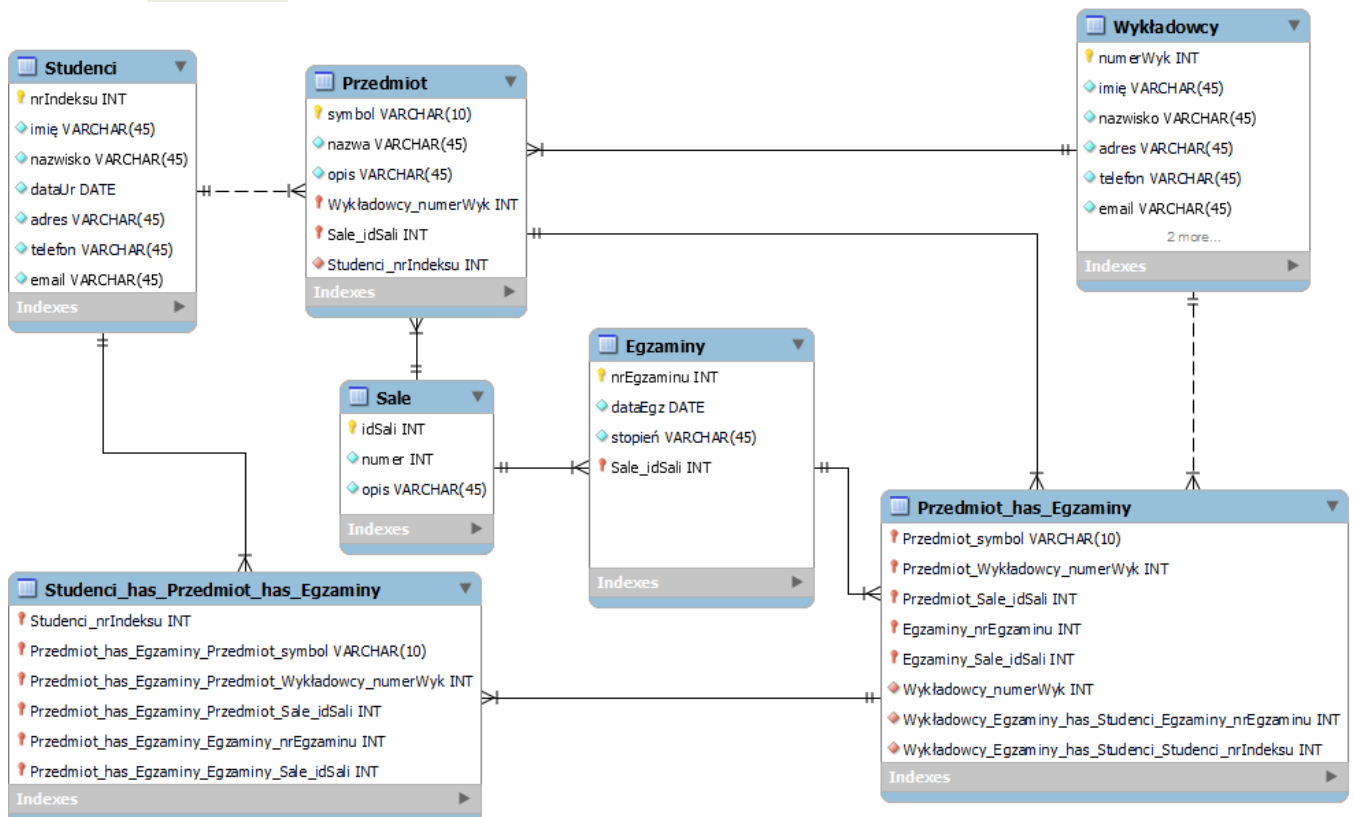 Studenci
nrIndeksu INT
imię VARCHAR(45)
nazwisko VARCHAR(45)
dataUr DATE
adres VARCHAR(45)
telefon VARCHAR(45)
email VARCHAR(45)
Indexes
Przedmiot
symbol VARCHAR(10)
nazwa VARCHAR(45)
opis VARCHAR(45)
Wykładowcy_numerWyk INT
Sale_idSali INT
Studenci_nrIndeksu INT
Indexes
Wykładowcy
numerWyk INT
imię VARCHAR(45)
nazwisko VARCHAR(45)
adres VARCHAR(45)
telefon VARCHAR(45)
email VARCHAR(45)
2 more...
Indexes
Sale
idSali INT
numer INT
opis VARCHAR(45)
Indexes
Egzaminy
nrEgzaminu INT
dataEgz DATE
stopień VARCHAR(45)
Sale_idSali INT
Indexes
Studenci_has_Przedmiot_has_Egzaminy
Studenci_nrIndeksu INT
Przedmiot_has_Egzaminy_Przedmiot_symbol VARCHAR(10)
Przedmiot_has_Egzaminy_Przedmiot_Wykładowcy_numerWyk INT
Przedmiot_has_Egzaminy_Przedmiot_Sale_idSali INT
Przedmiot_has_Egzaminy_Egzaminy_nrEgzaminu INT
Przedmiot_has_Egzaminy_Egzaminy_Sale_idSali INT
Indexes
Przedmiot_has_Egzaminy
Przedmiot_symbol VARCHAR(10)
Przedmiot_Wykładowcy_numerWyk INT
Przedmiot_Sale_idSali INT
Egzaminy_nrEgzaminu INT
Egzaminy_Sale_idSali INT
Wykładowcy_numerWyk INT
Wykładowcy_Egzaminy_has_Studenci_Egzaminy_nrEgzaminu INT
Wykładowcy_Egzaminy_has_Studenci_Studenci_nrIndeksu INT
Indexes